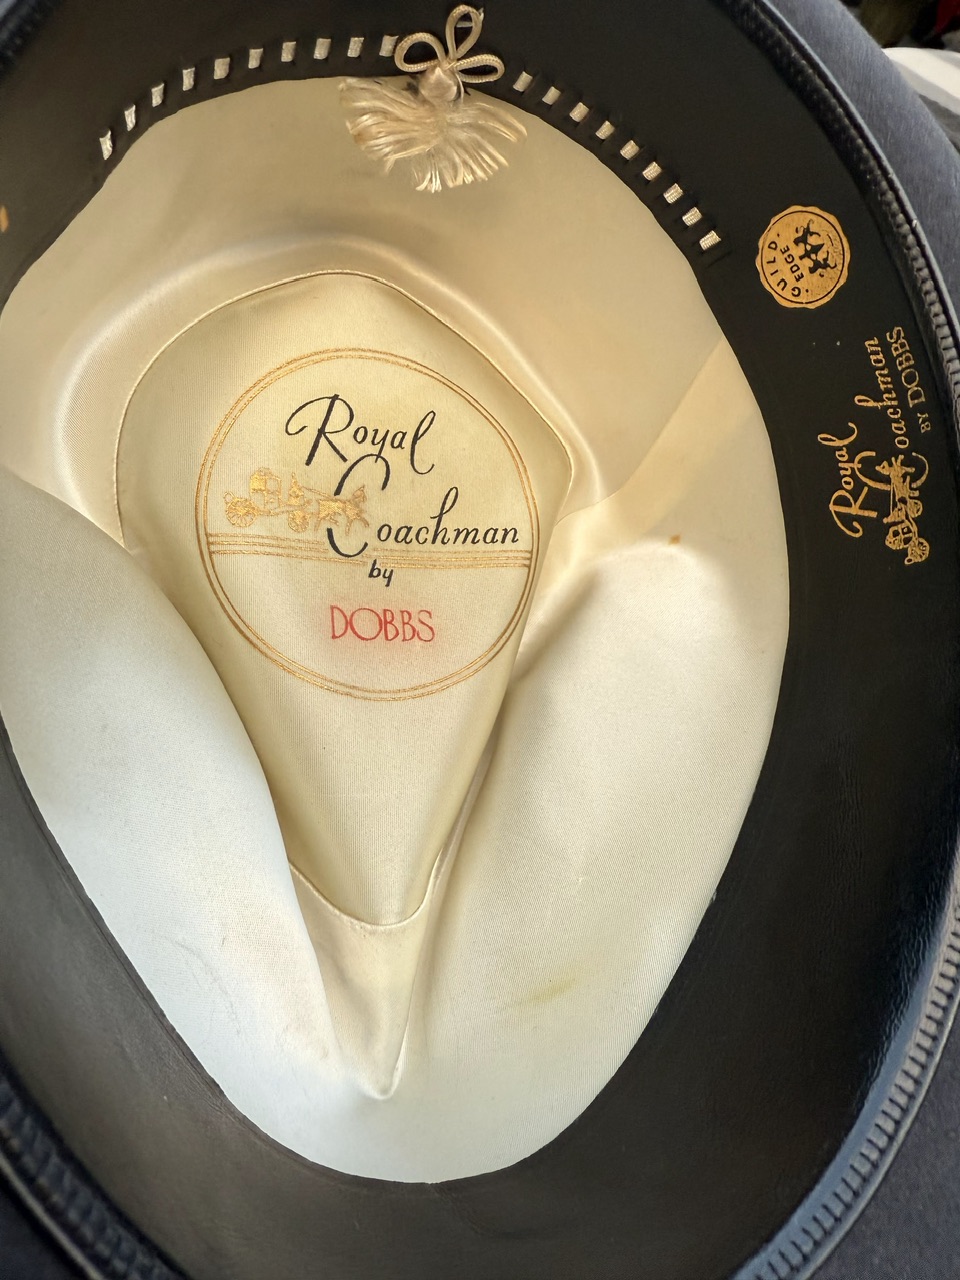 Royal
Coachman
by
DOBBS
GUILD
EDGE
Royal
Coachman
BY DOBBS